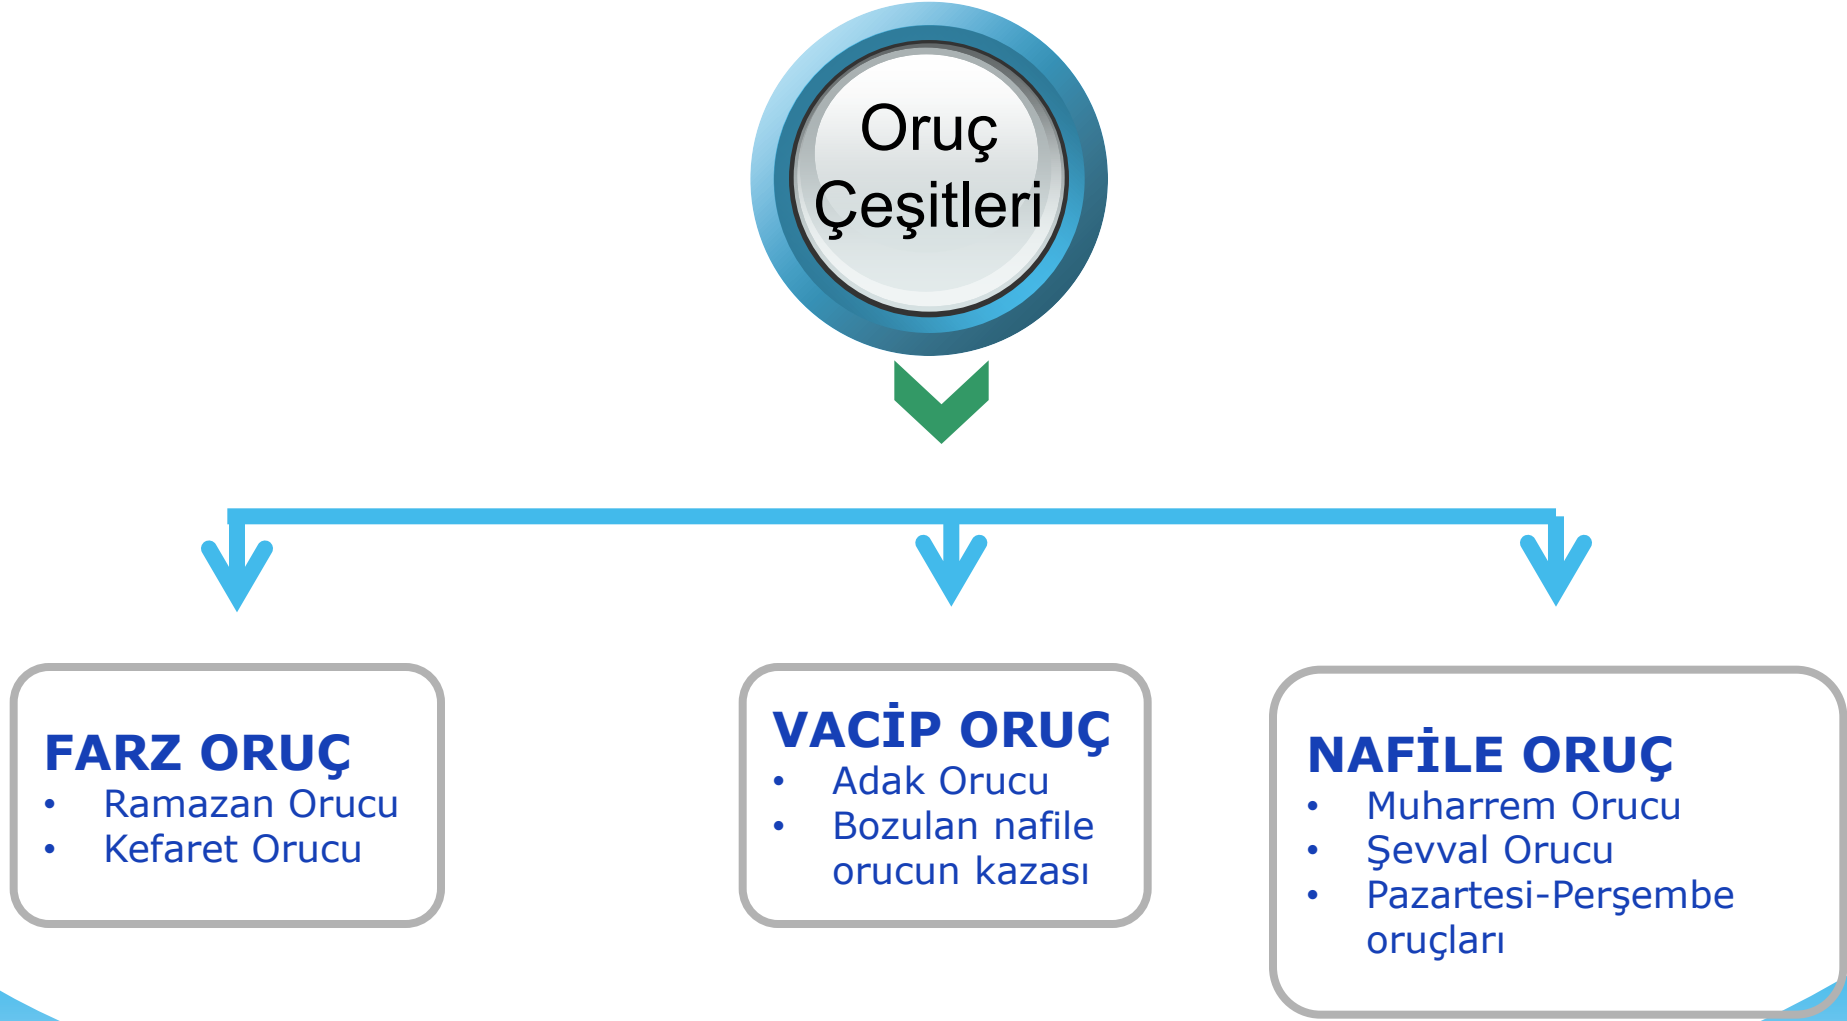 Oruç
Çeşitleri
FARZ ORUÇ
• Ramazan Orucu
• Kefaret Orucu
VACİP ORUÇ
• Adak Orucu
• Bozulan nafile
orucun kazası
NAFİLE ORUÇ
• Muharrem Orucu
• Şevval Orucu
• Pazartesi-Perşembe
oruçları